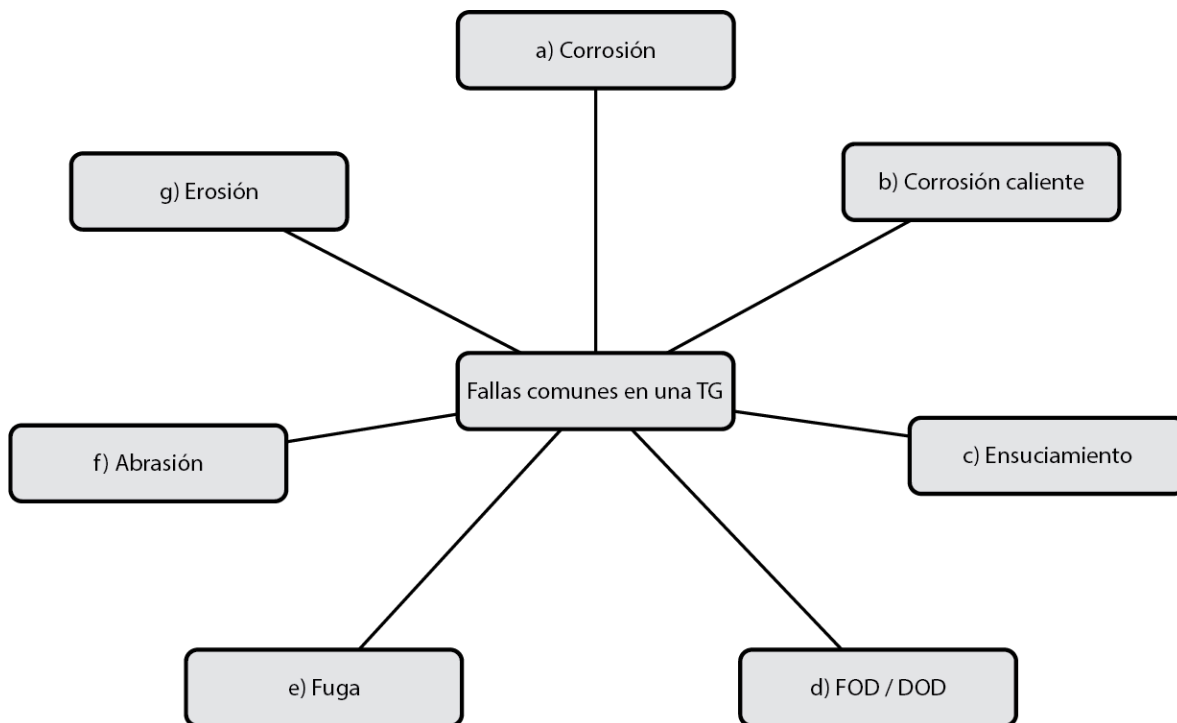 a) Corrosión
b) Corrosión caliente
g) Erosión
Fallas comunes en una TG
c) Ensuciamiento
f) Abrasión
e) Fuga
d) FOD / DOD